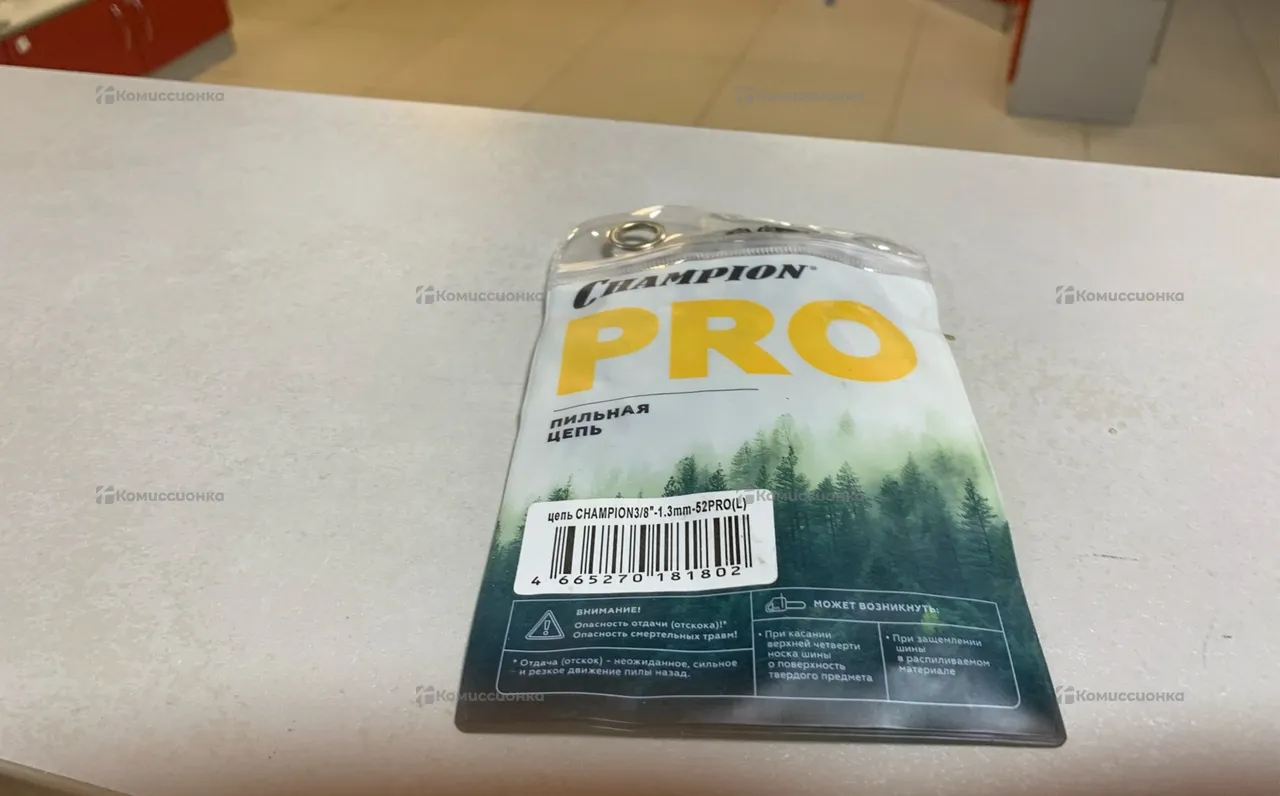 Комиссионка
Комиссионка
Комиссионка
Комиссионка
CHAMPION®
PRO
ПИЛЬНАЯ
ЦЕПЬ
Комиссионка
Комиссионка
цепь CHAMPION3/8"-1.3mm-52PRO(L)
4 665270 181802
ВНИМАНИЕ!
Опасность отдачи (отскока)!*
Опасность смертельных травм!
* Отдача (отскок) – неожиданное, сильное
и резкое движение пилы назад.
МОЖЕТ ВОЗНИКНУТЬ:
• При касании
верхней четверти
носка шины
о поверхность
твердого предмета
• При защемлении
шины
в распиливаемом
материале
Комиссионка
Комиссионка